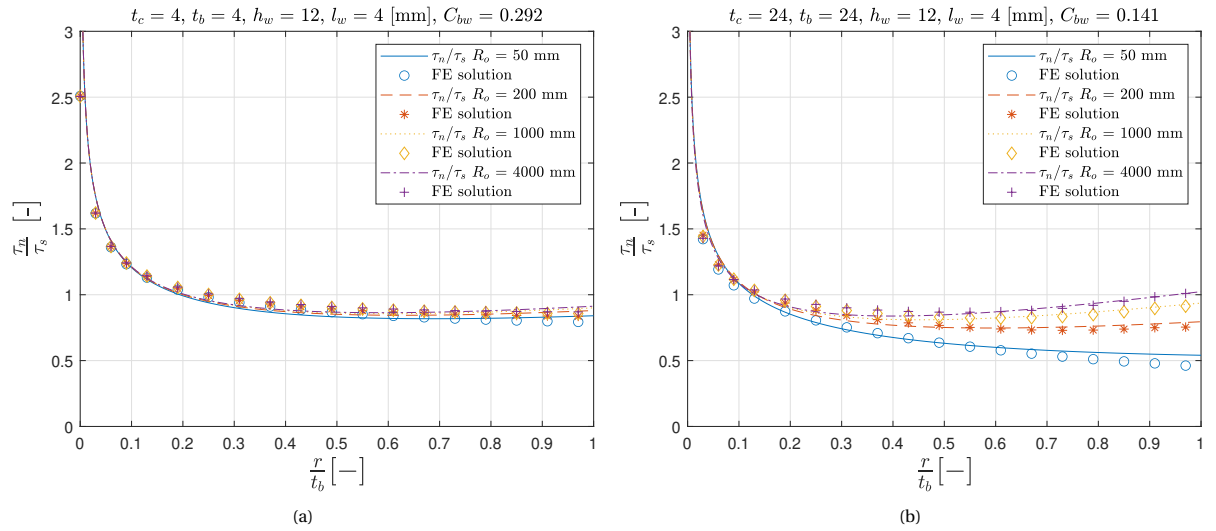 t_c = 4, t_b = 4, h_w = 12, l_w = 4 [mm], C_bw = 0.292
3
2.5
2
1.5
1
0.5
0
τ_n/τ_s [-]
τ_n/τ_s R_o = 50 mm
FE solution
τ_n/τ_s R_o = 200 mm
FE solution
τ_n/τ_s R_o = 1000 mm
FE solution
τ_n/τ_s R_o = 4000 mm
FE solution
0 0.1 0.2 0.3 0.4 0.5 0.6 0.7 0.8 0.9 1
r/t_b [—]
(a)
t_c = 24, t_b = 24, h_w = 12, l_w = 4 [mm], C_bw = 0.141
3
2.5
2
1.5
1
0.5
0
τ_n/τ_s [-]
τ_n/τ_s R_o = 50 mm
FE solution
τ_n/τ_s R_o = 200 mm
FE solution
τ_n/τ_s R_o = 1000 mm
FE solution
τ_n/τ_s R_o = 4000 mm
FE solution
0 0.1 0.2 0.3 0.4 0.5 0.6 0.7 0.8 0.9 1
r/t_b [—]
(b)